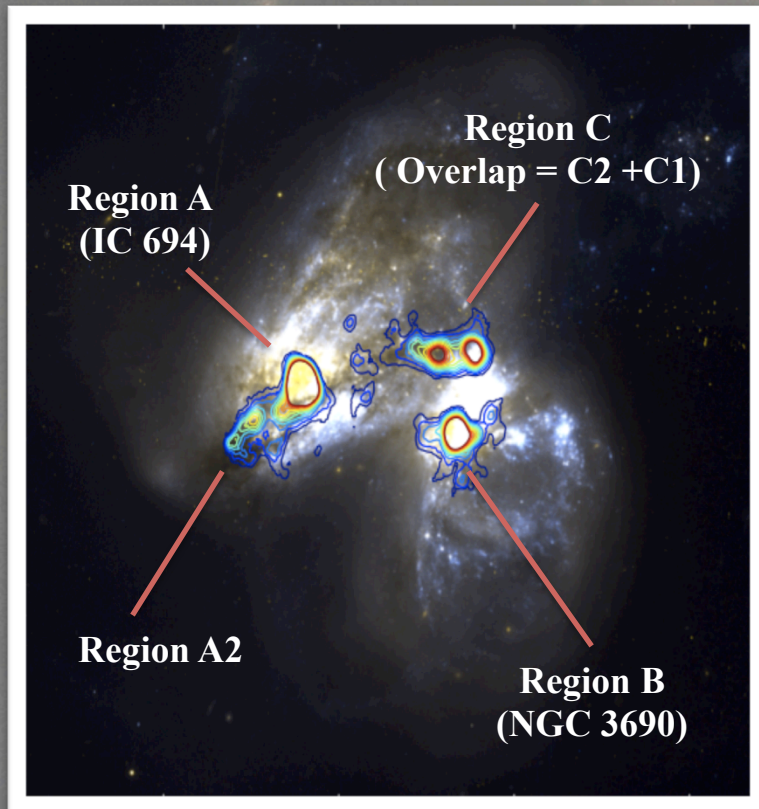 Region C
( Overlap = C2 +C1)
Region A
(IC 694)
Region A2
Region B
(NGC 3690)